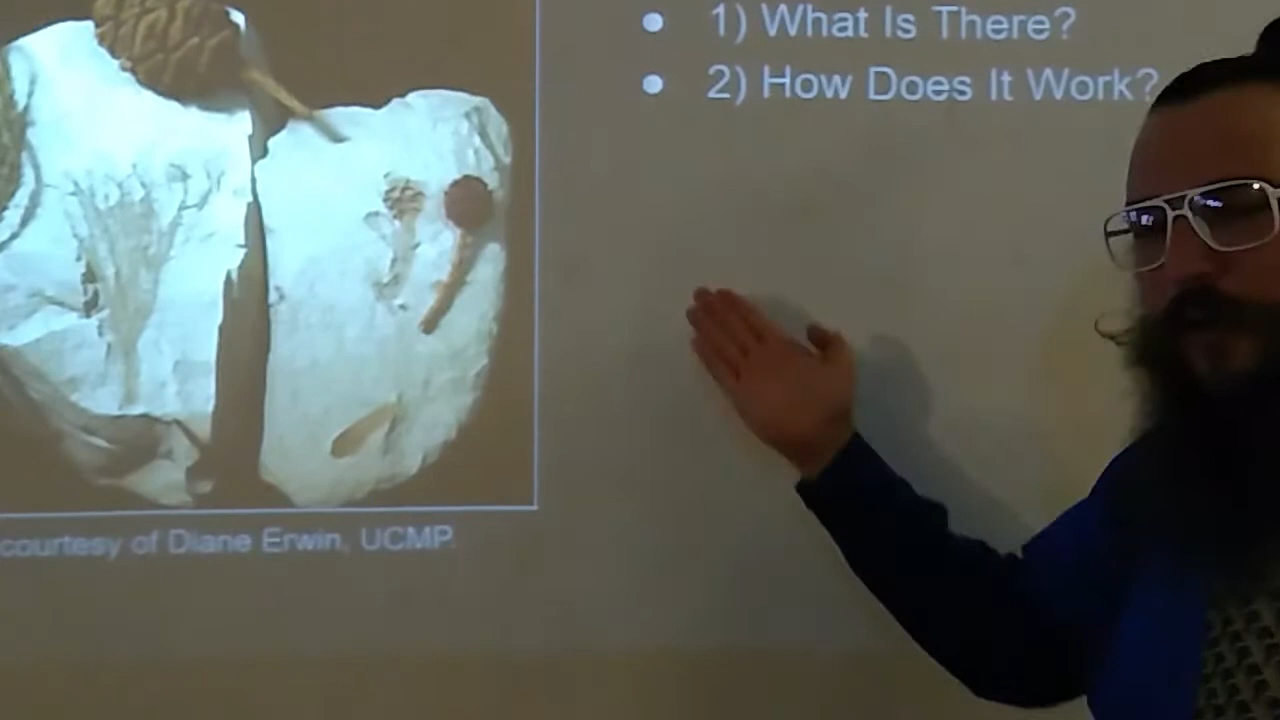 ● 1) What Is There?
● 2) How Does It Work?
courtesy of Diane Erwin, UCMP.